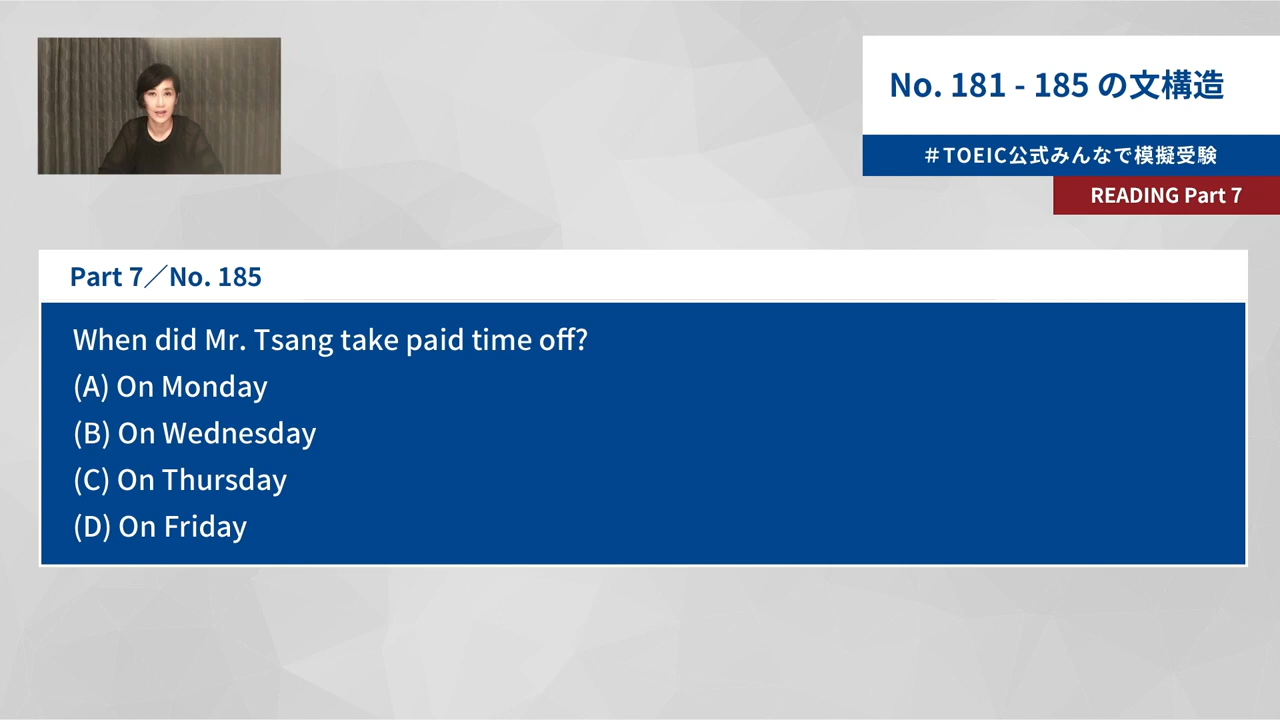 No. 181 - 185 の文構造
＃TOEIC公式みんなで模擬受験
READING Part 7
Part 7／No. 185
When did Mr. Tsang take paid time off?
(A) On Monday
(B) On Wednesday
(C) On Thursday
(D) On Friday